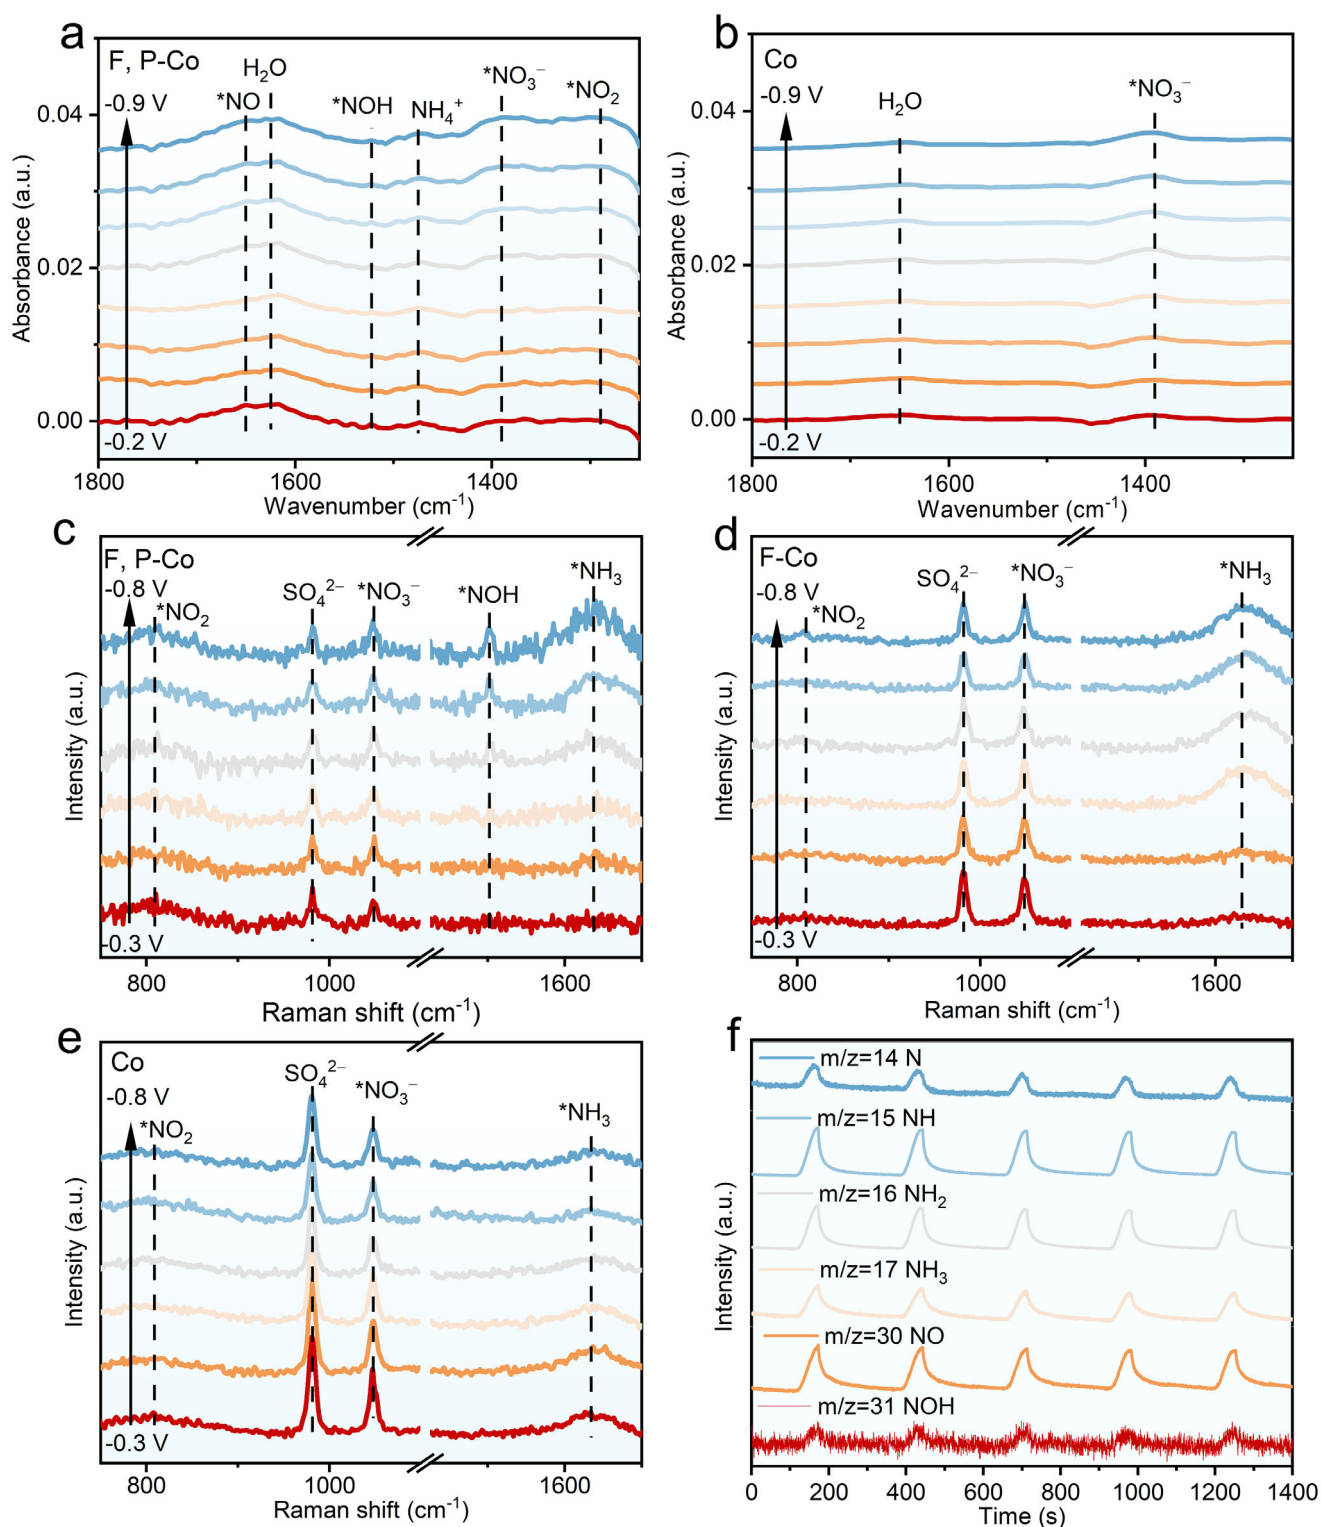 a
F, P-Co
-0.9 V
*NO
H₂O
*NOH
NH₄⁺
*NO₃⁻
*NO₂
0.04
0.02
0.00
-0.2 V
Absorbance (a.u.)
1800
1600
1400
Wavenumber (cm⁻¹)
b
Co
-0.9 V
H₂O
*NO₃⁻
0.04
0.02
0.00
-0.2 V
Absorbance (a.u.)
1800
1600
1400
Wavenumber (cm⁻¹)
c
F, P-Co
-0.8 V
*NO₂
SO₄²⁻
*NO₃⁻
*NOH
*NH₃
-0.3 V
Intensity (a.u.)
800
1000
1600
Raman shift (cm⁻¹)
d
F-Co
-0.8 V
*NO₂
SO₄²⁻
*NO₃⁻
*NH₃
-0.3 V
Intensity (a.u.)
800
1000
1600
Raman shift (cm⁻¹)
e
Co
-0.8 V
*NO₂
SO₄²⁻
*NO₃⁻
*NH₃
-0.3 V
Intensity (a.u.)
800
1000
1600
Raman shift (cm⁻¹)
f
m/z=14 N
m/z=15 NH
m/z=16 NH₂
m/z=17 NH₃
m/z=30 NO
m/z=31 NOH
Intensity (a.u.)
0
200
400
600
800
1000
1200
1400
Time (s)